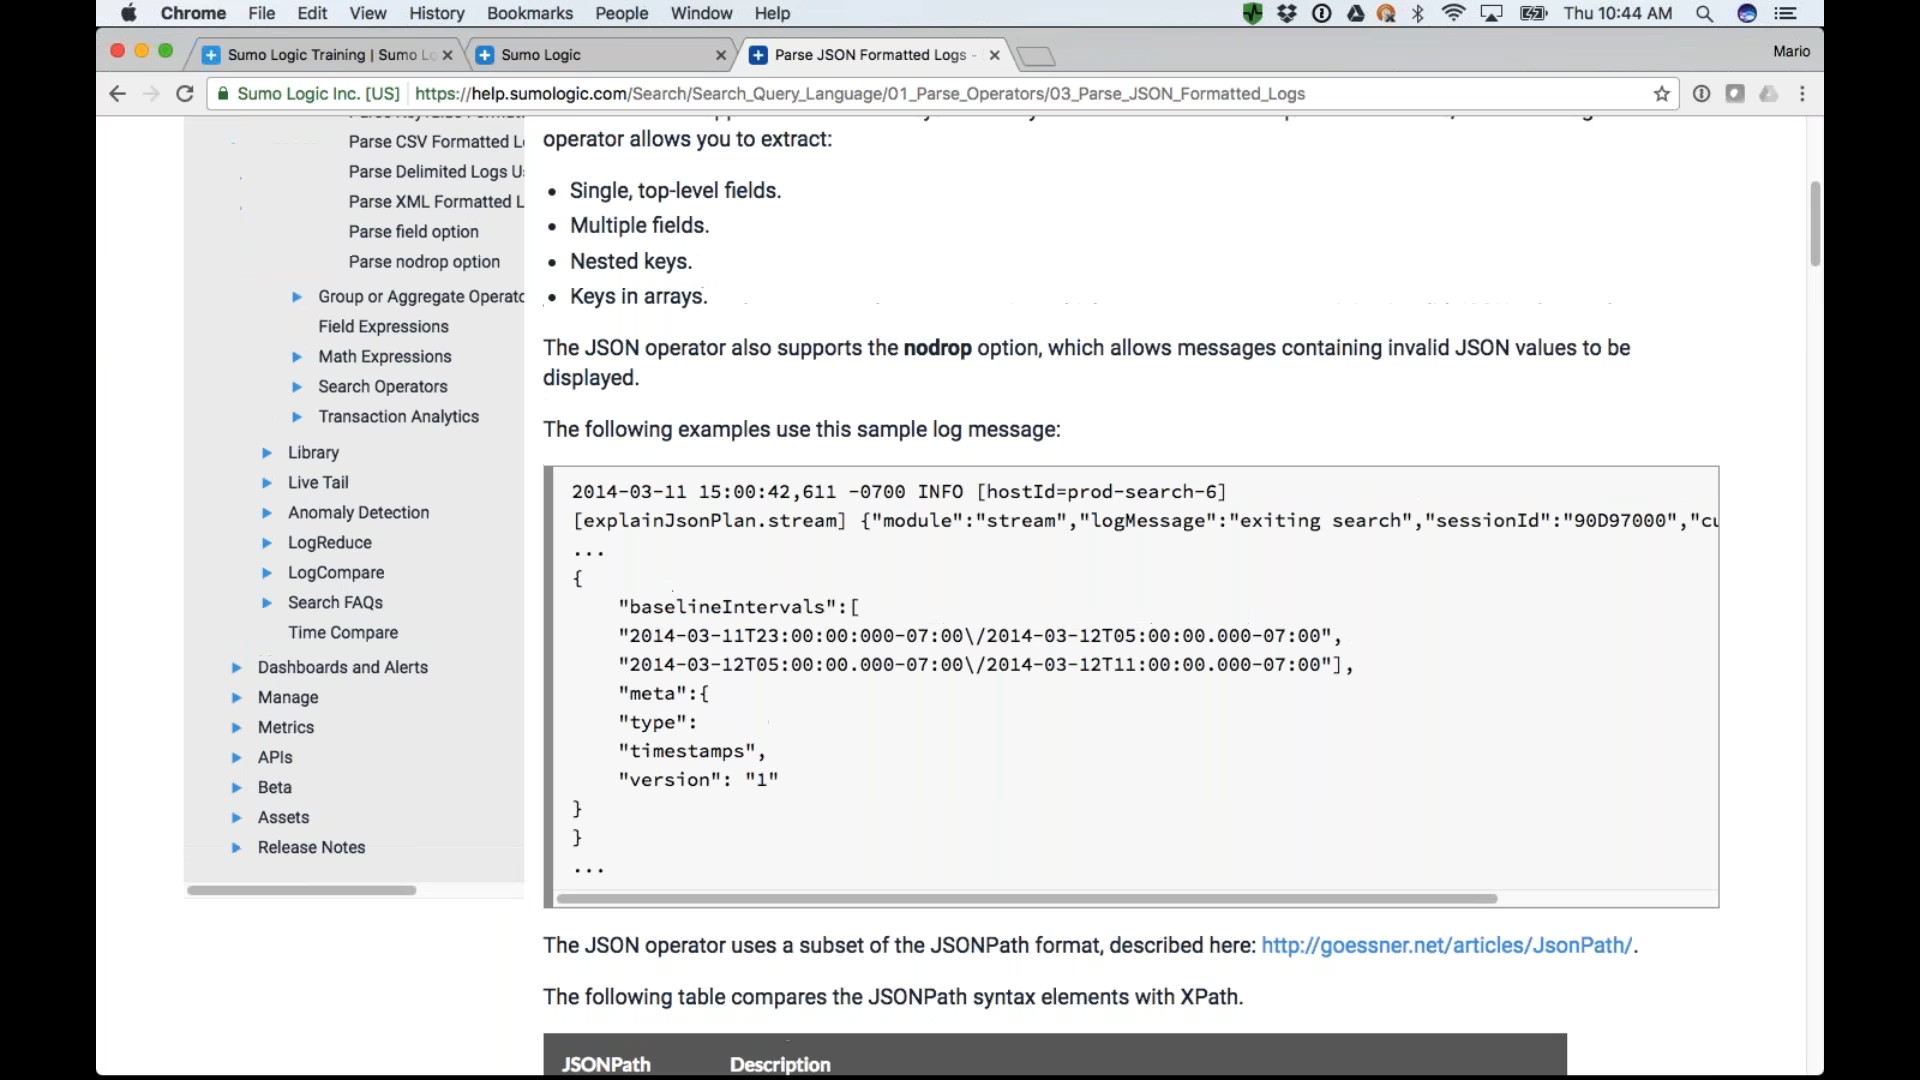 Chrome File Edit View History Bookmarks People Window Help Thu 10:44 AM
Sumo Logic Training | Sumo Lo
Sumo Logic
Parse JSON Formatted Logs -
Mario
Sumo Logic Inc. [US] https://help.sumologic.com/Search/Search_Query_Language/01_Parse_Operators/03_Parse_JSON_Formatted_Logs
Parse CSV Formatted L
Parse Delimited Logs U
Parse XML Formatted L
Parse field option
Parse nodrop option
Group or Aggregate Operato
Field Expressions
Math Expressions
Search Operators
Transaction Analytics
Library
Live Tail
Anomaly Detection
LogReduce
LogCompare
Search FAQs
Time Compare
Dashboards and Alerts
Manage
Metrics
APIs
Beta
Assets
Release Notes
operator allows you to extract:
• Single, top-level fields.
• Multiple fields.
• Nested keys.
• Keys in arrays.
The JSON operator also supports the nodrop option, which allows messages containing invalid JSON values to be
displayed.
The following examples use this sample log message:
2014-03-11 15:00:42,611 -0700 INFO [hostId=prod-search-6]
[explainJsonPlan.stream] {"module":"stream","logMessage":"exiting search","sessionId":"90D97000","cu
...
{
"baselineIntervals":[
"2014-03-11T23:00:00:000-07:00\/2014-03-12T05:00:00.000-07:00",
"2014-03-12T05:00:00.000-07:00\/2014-03-12T11:00:00.000-07:00"],
"meta":{
"type":
"timestamps",
"version": "1"
}
}
...
The JSON operator uses a subset of the JSONPath format, described here: http://goessner.net/articles/JsonPath/.
The following table compares the JSONPath syntax elements with XPath.
JSONPath Description